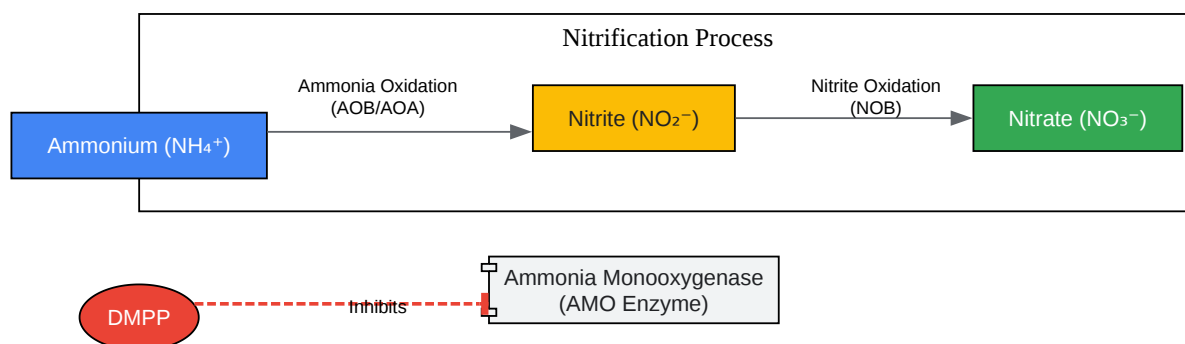 Nitrification Process
Ammonia Oxidation
(AOB/AOA)
Nitrite Oxidation
(NOB)
Ammonium (NH₄⁺)
Nitrite (NO₂⁻)
Nitrate (NO₃⁻)
Ammonia Monooxygenase
(AMO Enzyme)
Inhibits
DMPP